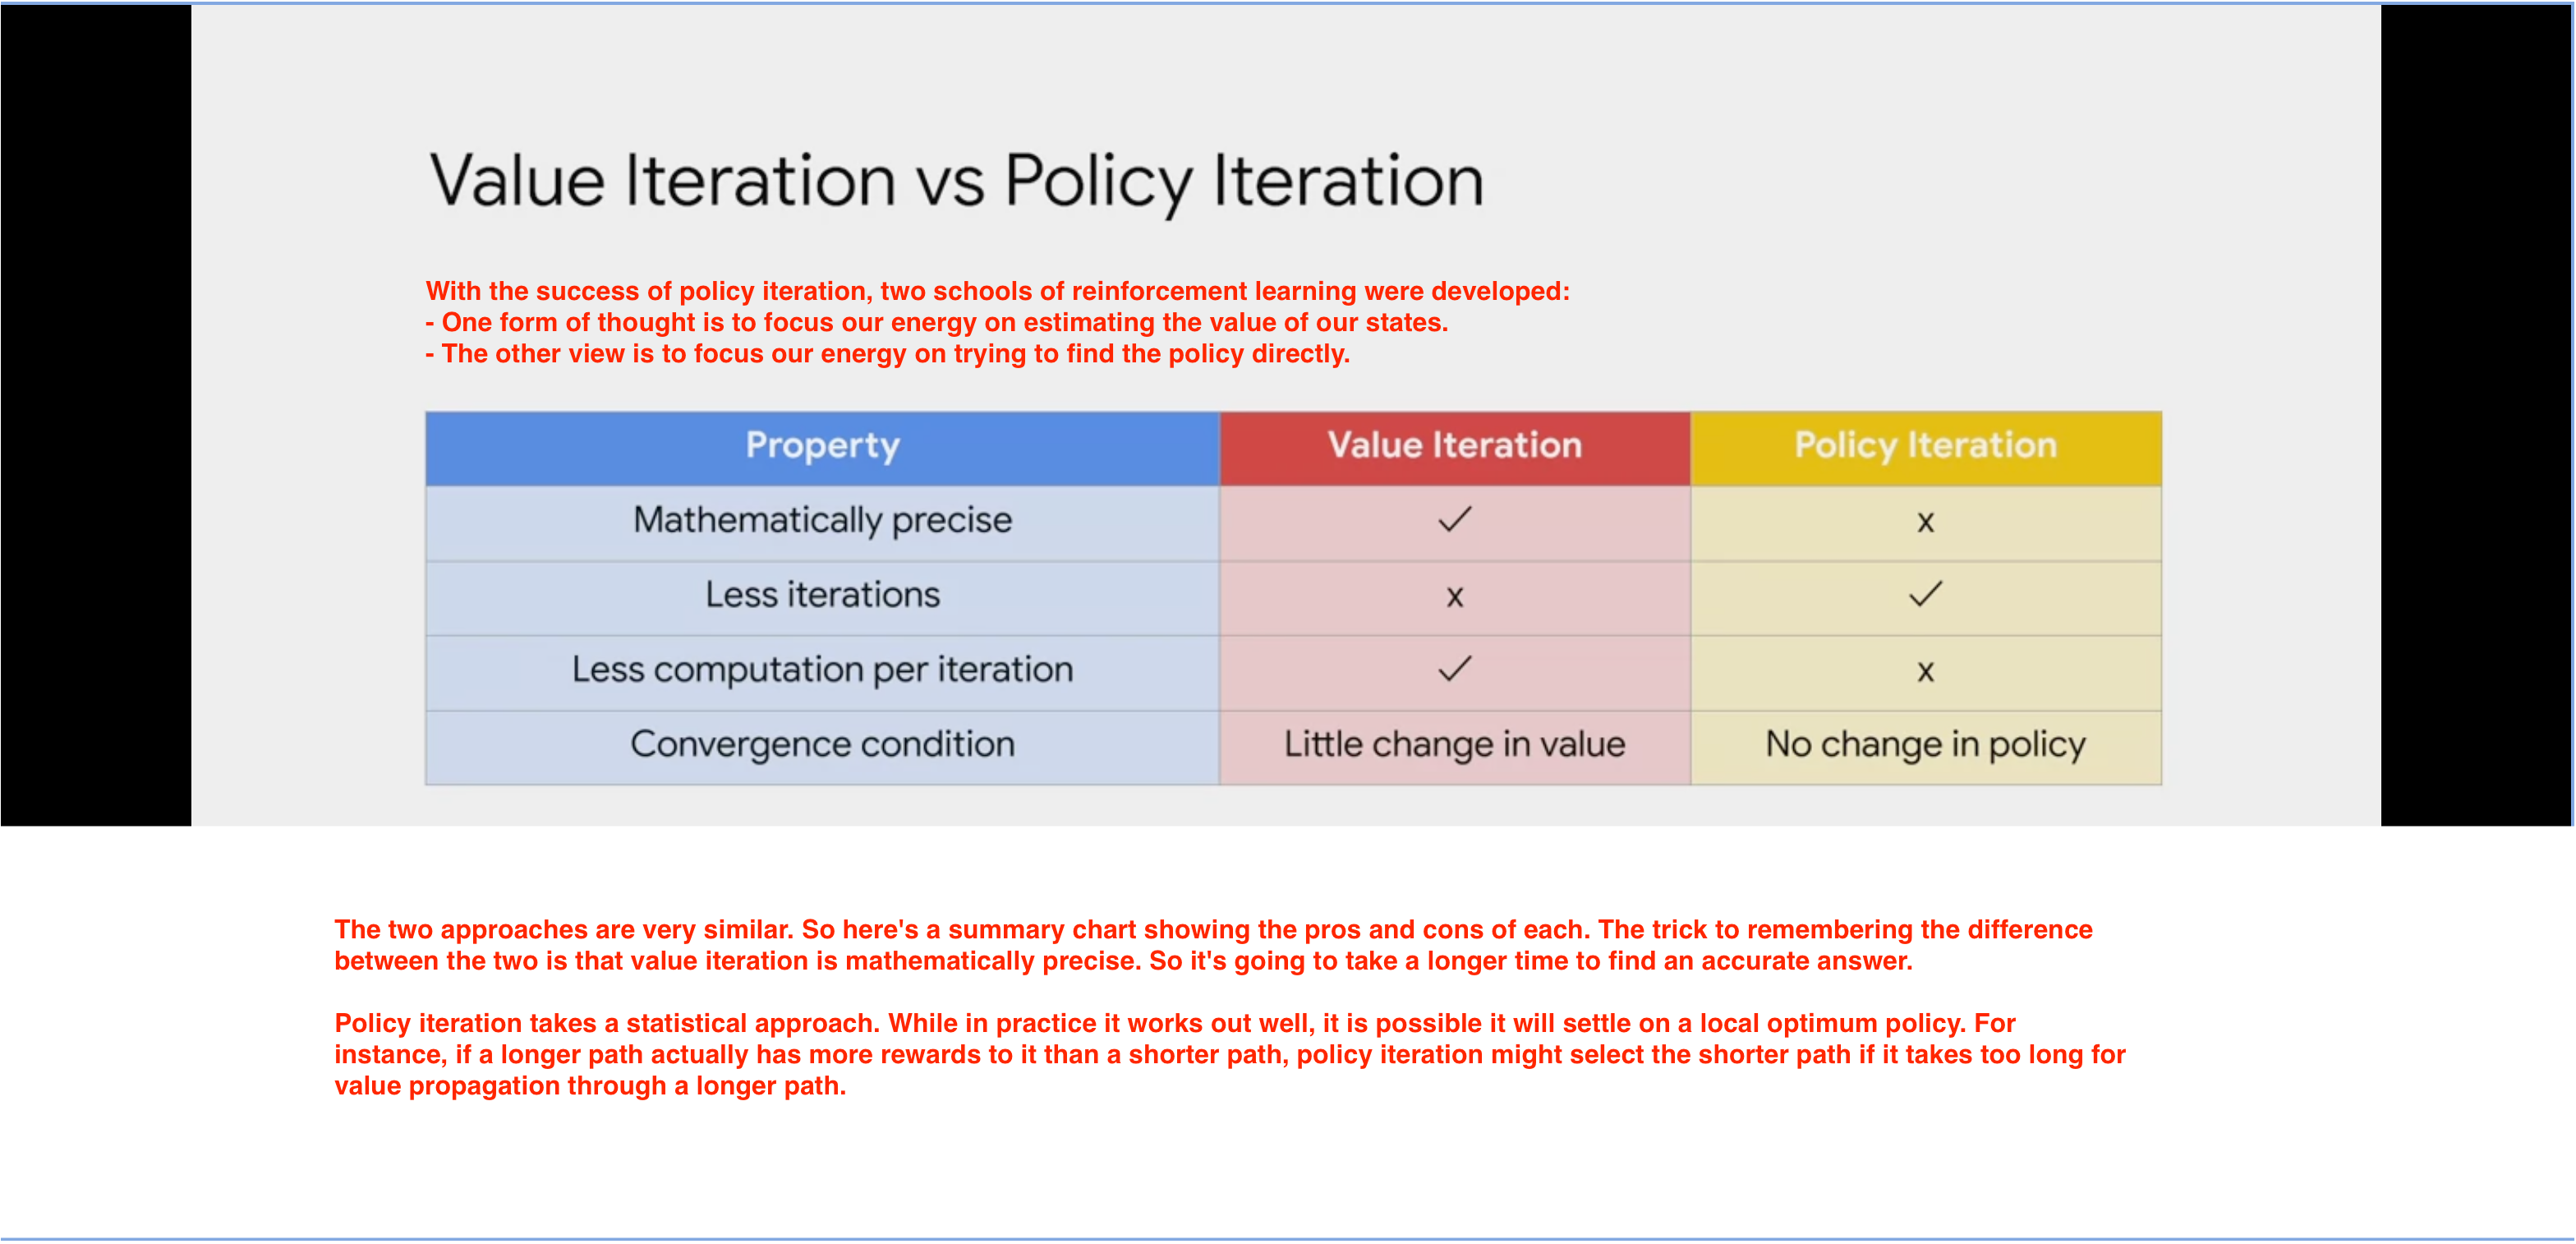 Value Iteration vs Policy Iteration
With the success of policy iteration, two schools of reinforcement learning were developed:
- One form of thought is to focus our energy on estimating the value of our states.
- The other view is to focus our energy on trying to find the policy directly.
Property Value Iteration Policy Iteration
Mathematically precise ✓ x
Less iterations x ✓
Less computation per iteration ✓ x
Convergence condition Little change in value No change in policy
The two approaches are very similar. So here's a summary chart showing the pros and cons of each. The trick to remembering the difference
between the two is that value iteration is mathematically precise. So it's going to take a longer time to find an accurate answer.
Policy iteration takes a statistical approach. While in practice it works out well, it is possible it will settle on a local optimum policy. For
instance, if a longer path actually has more rewards to it than a shorter path, policy iteration might select the shorter path if it takes too long for
value propagation through a longer path.